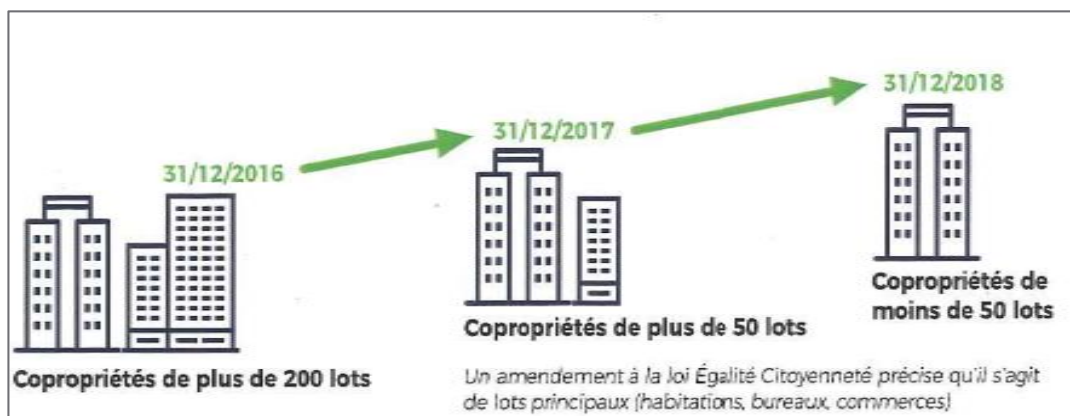 31/12/2016
Copropriétés de plus de 200 lots
31/12/2017
Copropriétés de plus de 50 lots
Un amendement à la loi Égalité Citoyenneté précise qu'il s'agit
de lots principaux (habitations, bureaux, commerces)
31/12/2018
Copropriétés de
moins de 50 lots